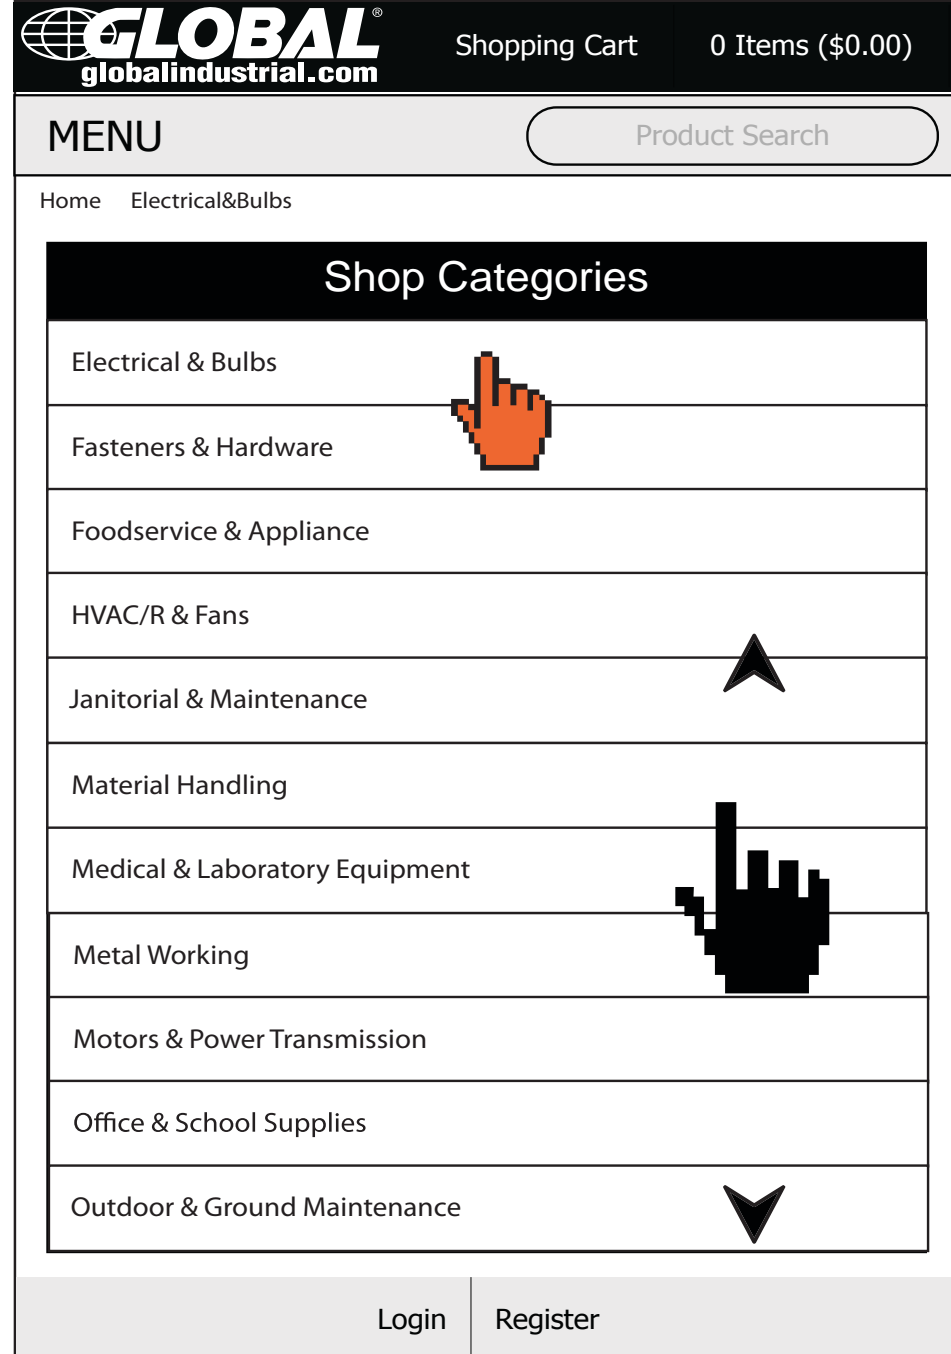 GLOBAL®
globalindustrial.com
Shopping Cart
0 Items ($0.00)
MENU
Product Search
Home Electrical&Bulbs
Shop Categories
Electrical & Bulbs
Fasteners & Hardware
Foodservice & Appliance
HVAC/R & Fans
Janitorial & Maintenance
Material Handling
Medical & Laboratory Equipment
Metal Working
Motors & Power Transmission
Office & School Supplies
Outdoor & Ground Maintenance
Login
Register